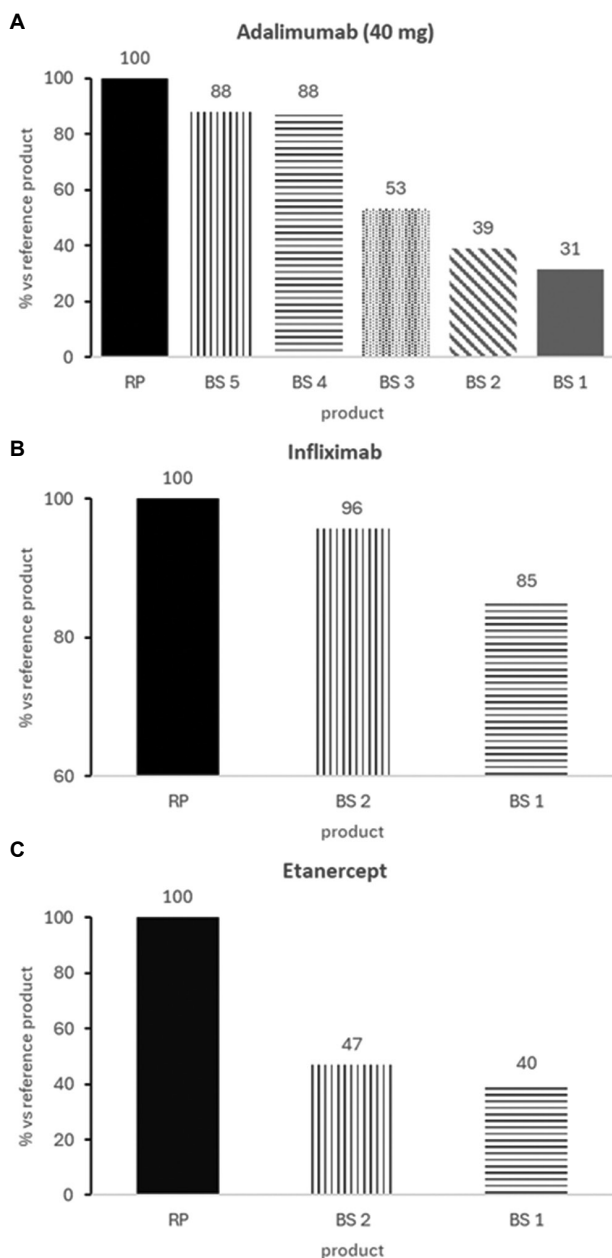 A
Adalimumab (40 mg)
100
88
88
53
39
31
% vs reference product
100
80
60
40
20
0
RP BS 5 BS 4 BS 3 BS 2 BS 1
product
B
Infliximab
100
96
85
% vs reference product
100
80
60
RP BS 2 BS 1
product
C
Etanercept
100
47
40
% vs reference product
100
80
60
40
20
0
RP BS 2 BS 1
product